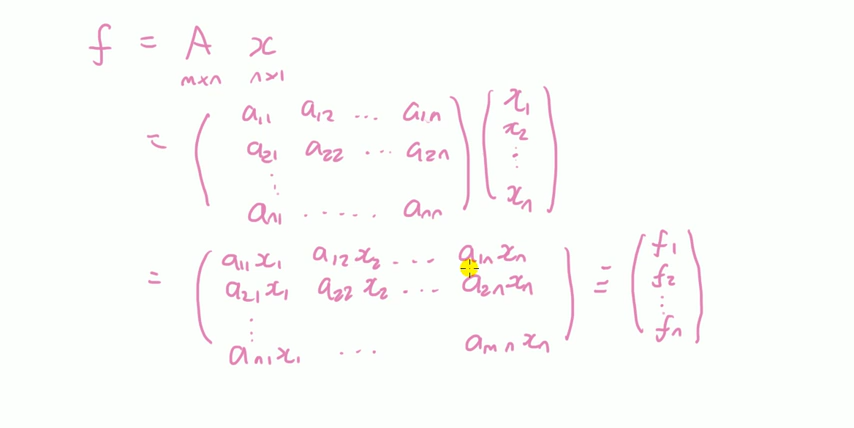 f = A x
m×n n×1
= ( a11 a12 ... a1n ) ( x1 )
a21 a22 ... a2n x2
⋮ ⋮
an1 ...... ann xn
= ( a11x1 a12x2 ... a1nxn ) ≡ ( f1 )
a21x1 a22x2 ... a2nxn f2
⋮ ⋮
an1x1 ... amnxn fn